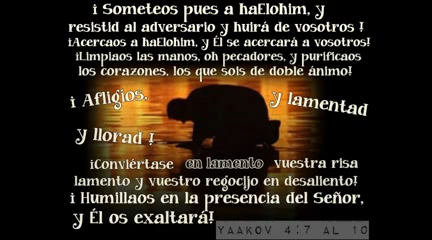 ¡ Someteos pues a haElohim, y
resistid al adversario y huirá de vosotros !
¡Acercaos a haElohim, y Él se acercará a vosotros!
¡Limpiaos las manos, oh pecadores, y purificaos
los corazones, los que sois de doble ánimo!
¡ Afligíos, y lamentad
y llorad !
¡Conviértase en lamento vuestra risa
lamento y vuestro regocijo en desaliento!
¡ Humillaos en la presencia del Señor,
y Él os exaltará!
YAAKOV 4:7 AL 10